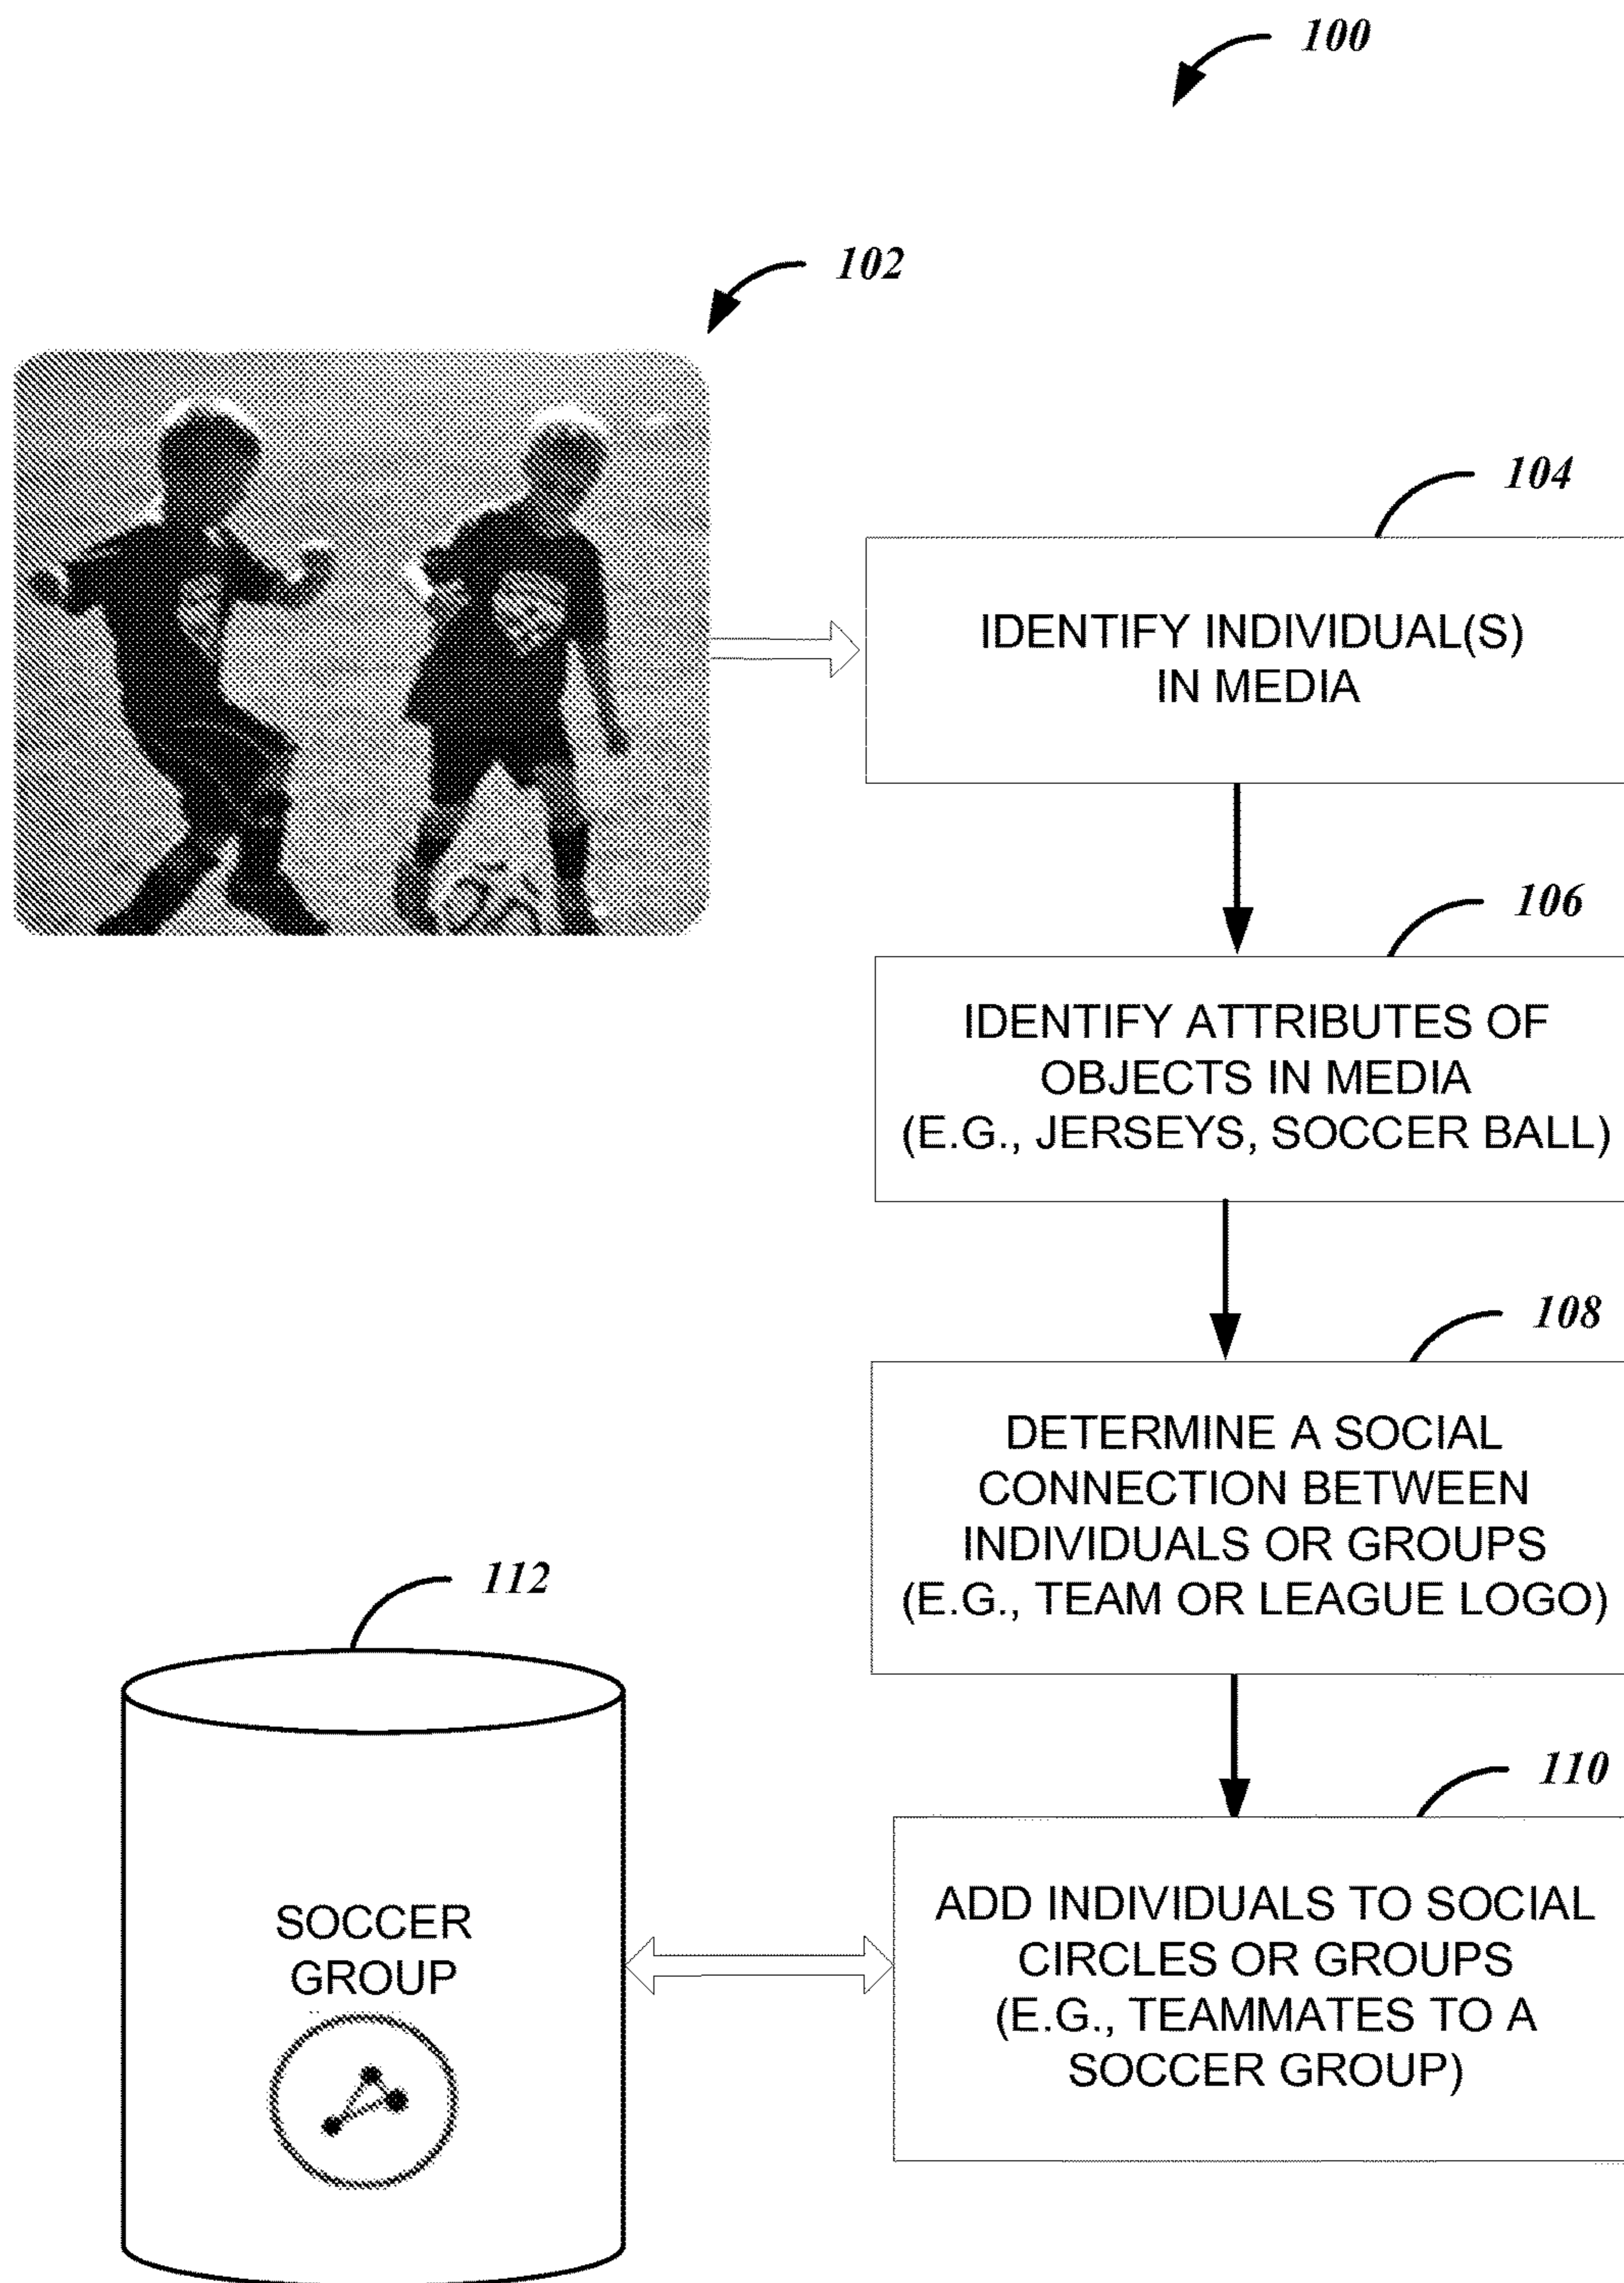 100
102
104
IDENTIFY INDIVIDUAL(S)
IN MEDIA
106
IDENTIFY ATTRIBUTES OF
OBJECTS IN MEDIA
(E.G., JERSEYS, SOCCER BALL)
108
DETERMINE A SOCIAL
CONNECTION BETWEEN
INDIVIDUALS OR GROUPS
(E.G., TEAM OR LEAGUE LOGO)
112
SOCCER
GROUP
110
ADD INDIVIDUALS TO SOCIAL
CIRCLES OR GROUPS
(E.G., TEAMMATES TO A
SOCCER GROUP)